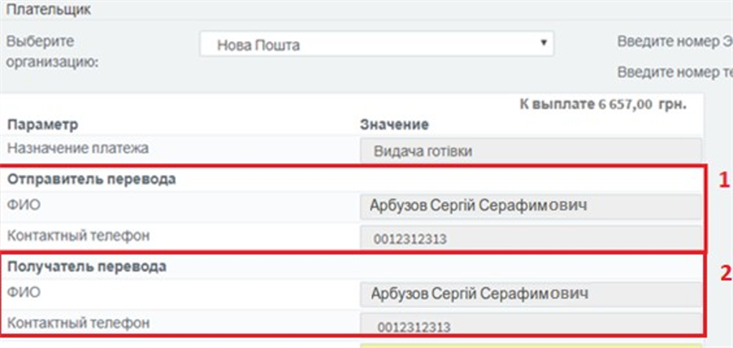 Плательщик
Выберите организацию:
Нова Пошта
Введите номер Э
Введите номер те
К выплате 6 657,00 грн.
Параметр Значение
Назначение платежа Видача готівки
Отправитель перевода 1
ФИО Арбузов Сергій Серафимович
Контактный телефон 0012312313
Получатель перевода 2
ФИО Арбузов Сергій Серафимович
Контактный телефон 0012312313